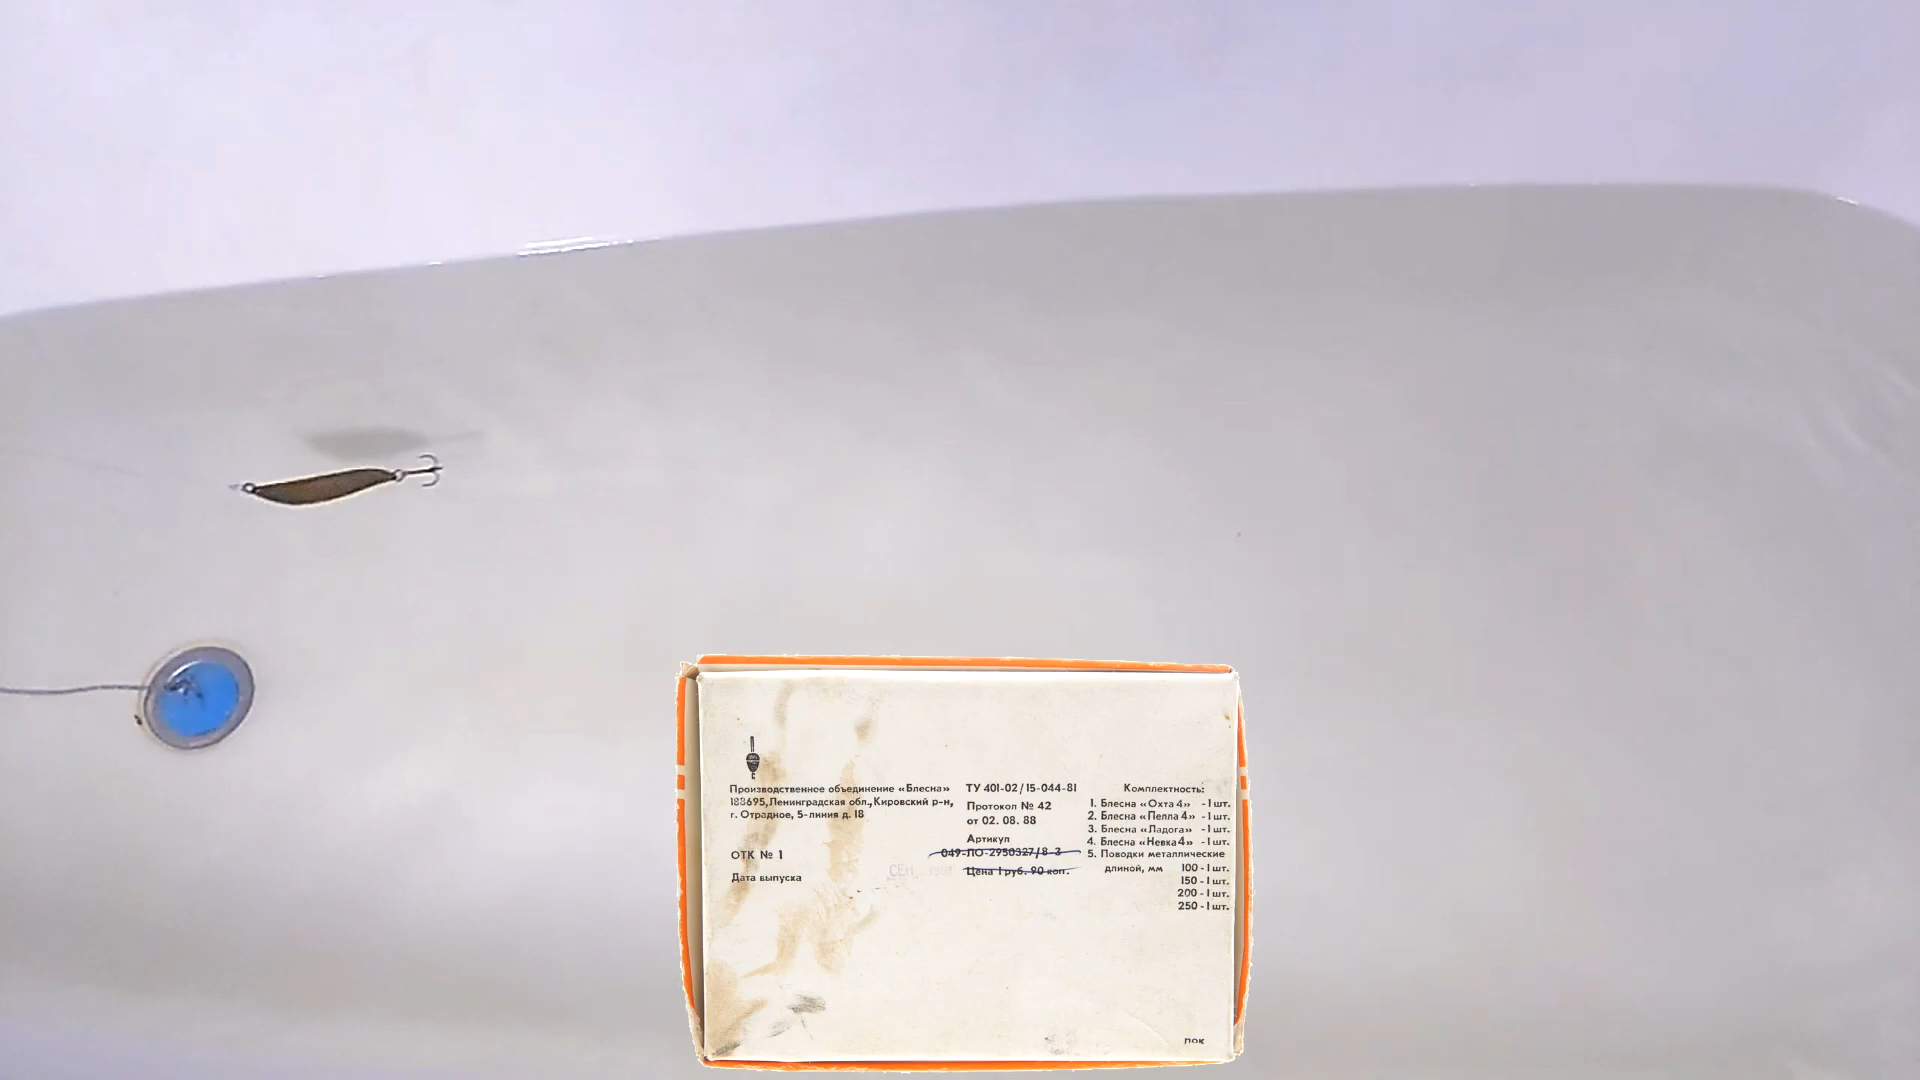 Производственное объединение «Блесна»
188695, Ленинградская обл., Кировский р-н,
г. Отрадное, 5-линия д. 18
ОТК № 1
Дата выпуска
СЕН 1991
ТУ 401-02/15-044-81
Протокол № 42
от 02. 08. 88
Артикул
049-ЛО-2950327/8-3
Цена 1 руб. 90 коп.
Комплектность:
1. Блесна «Охта 4» - 1 шт.
2. Блесна «Пелла 4» - 1 шт.
3. Блесна «Ладога» - 1 шт.
4. Блесна «Невка 4» - 1 шт.
5. Поводки металлические
длиной, мм 100 - 1 шт.
150 - 1 шт.
200 - 1 шт.
250 - 1 шт.
ПОК